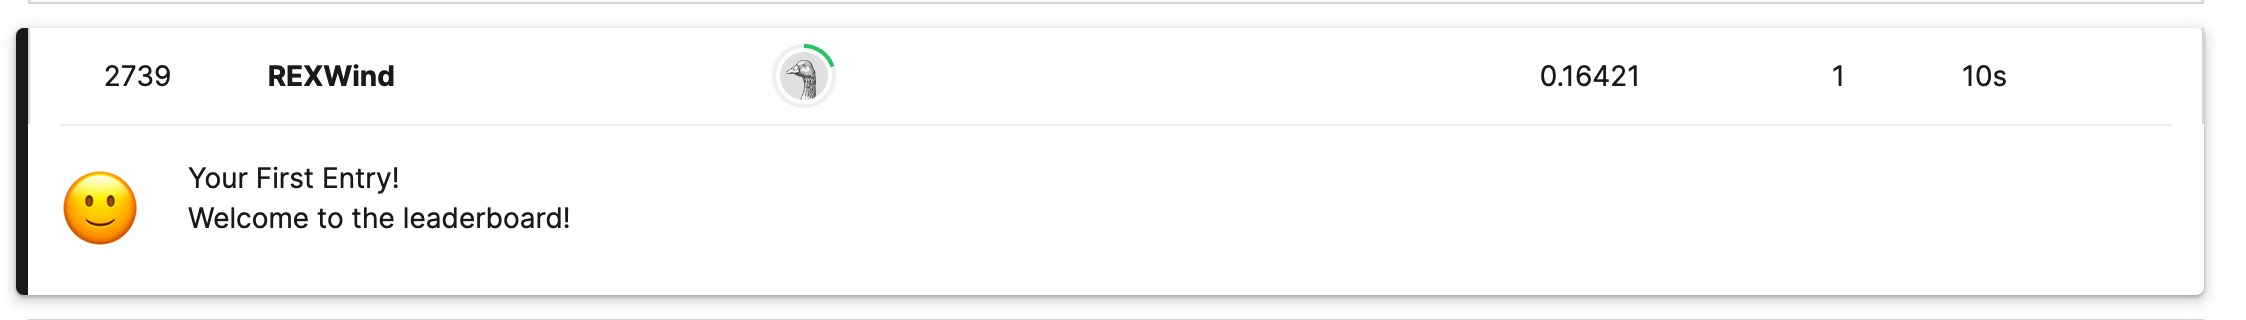 2739 REXWind 0.16421 1 10s
Your First Entry!
Welcome to the leaderboard!